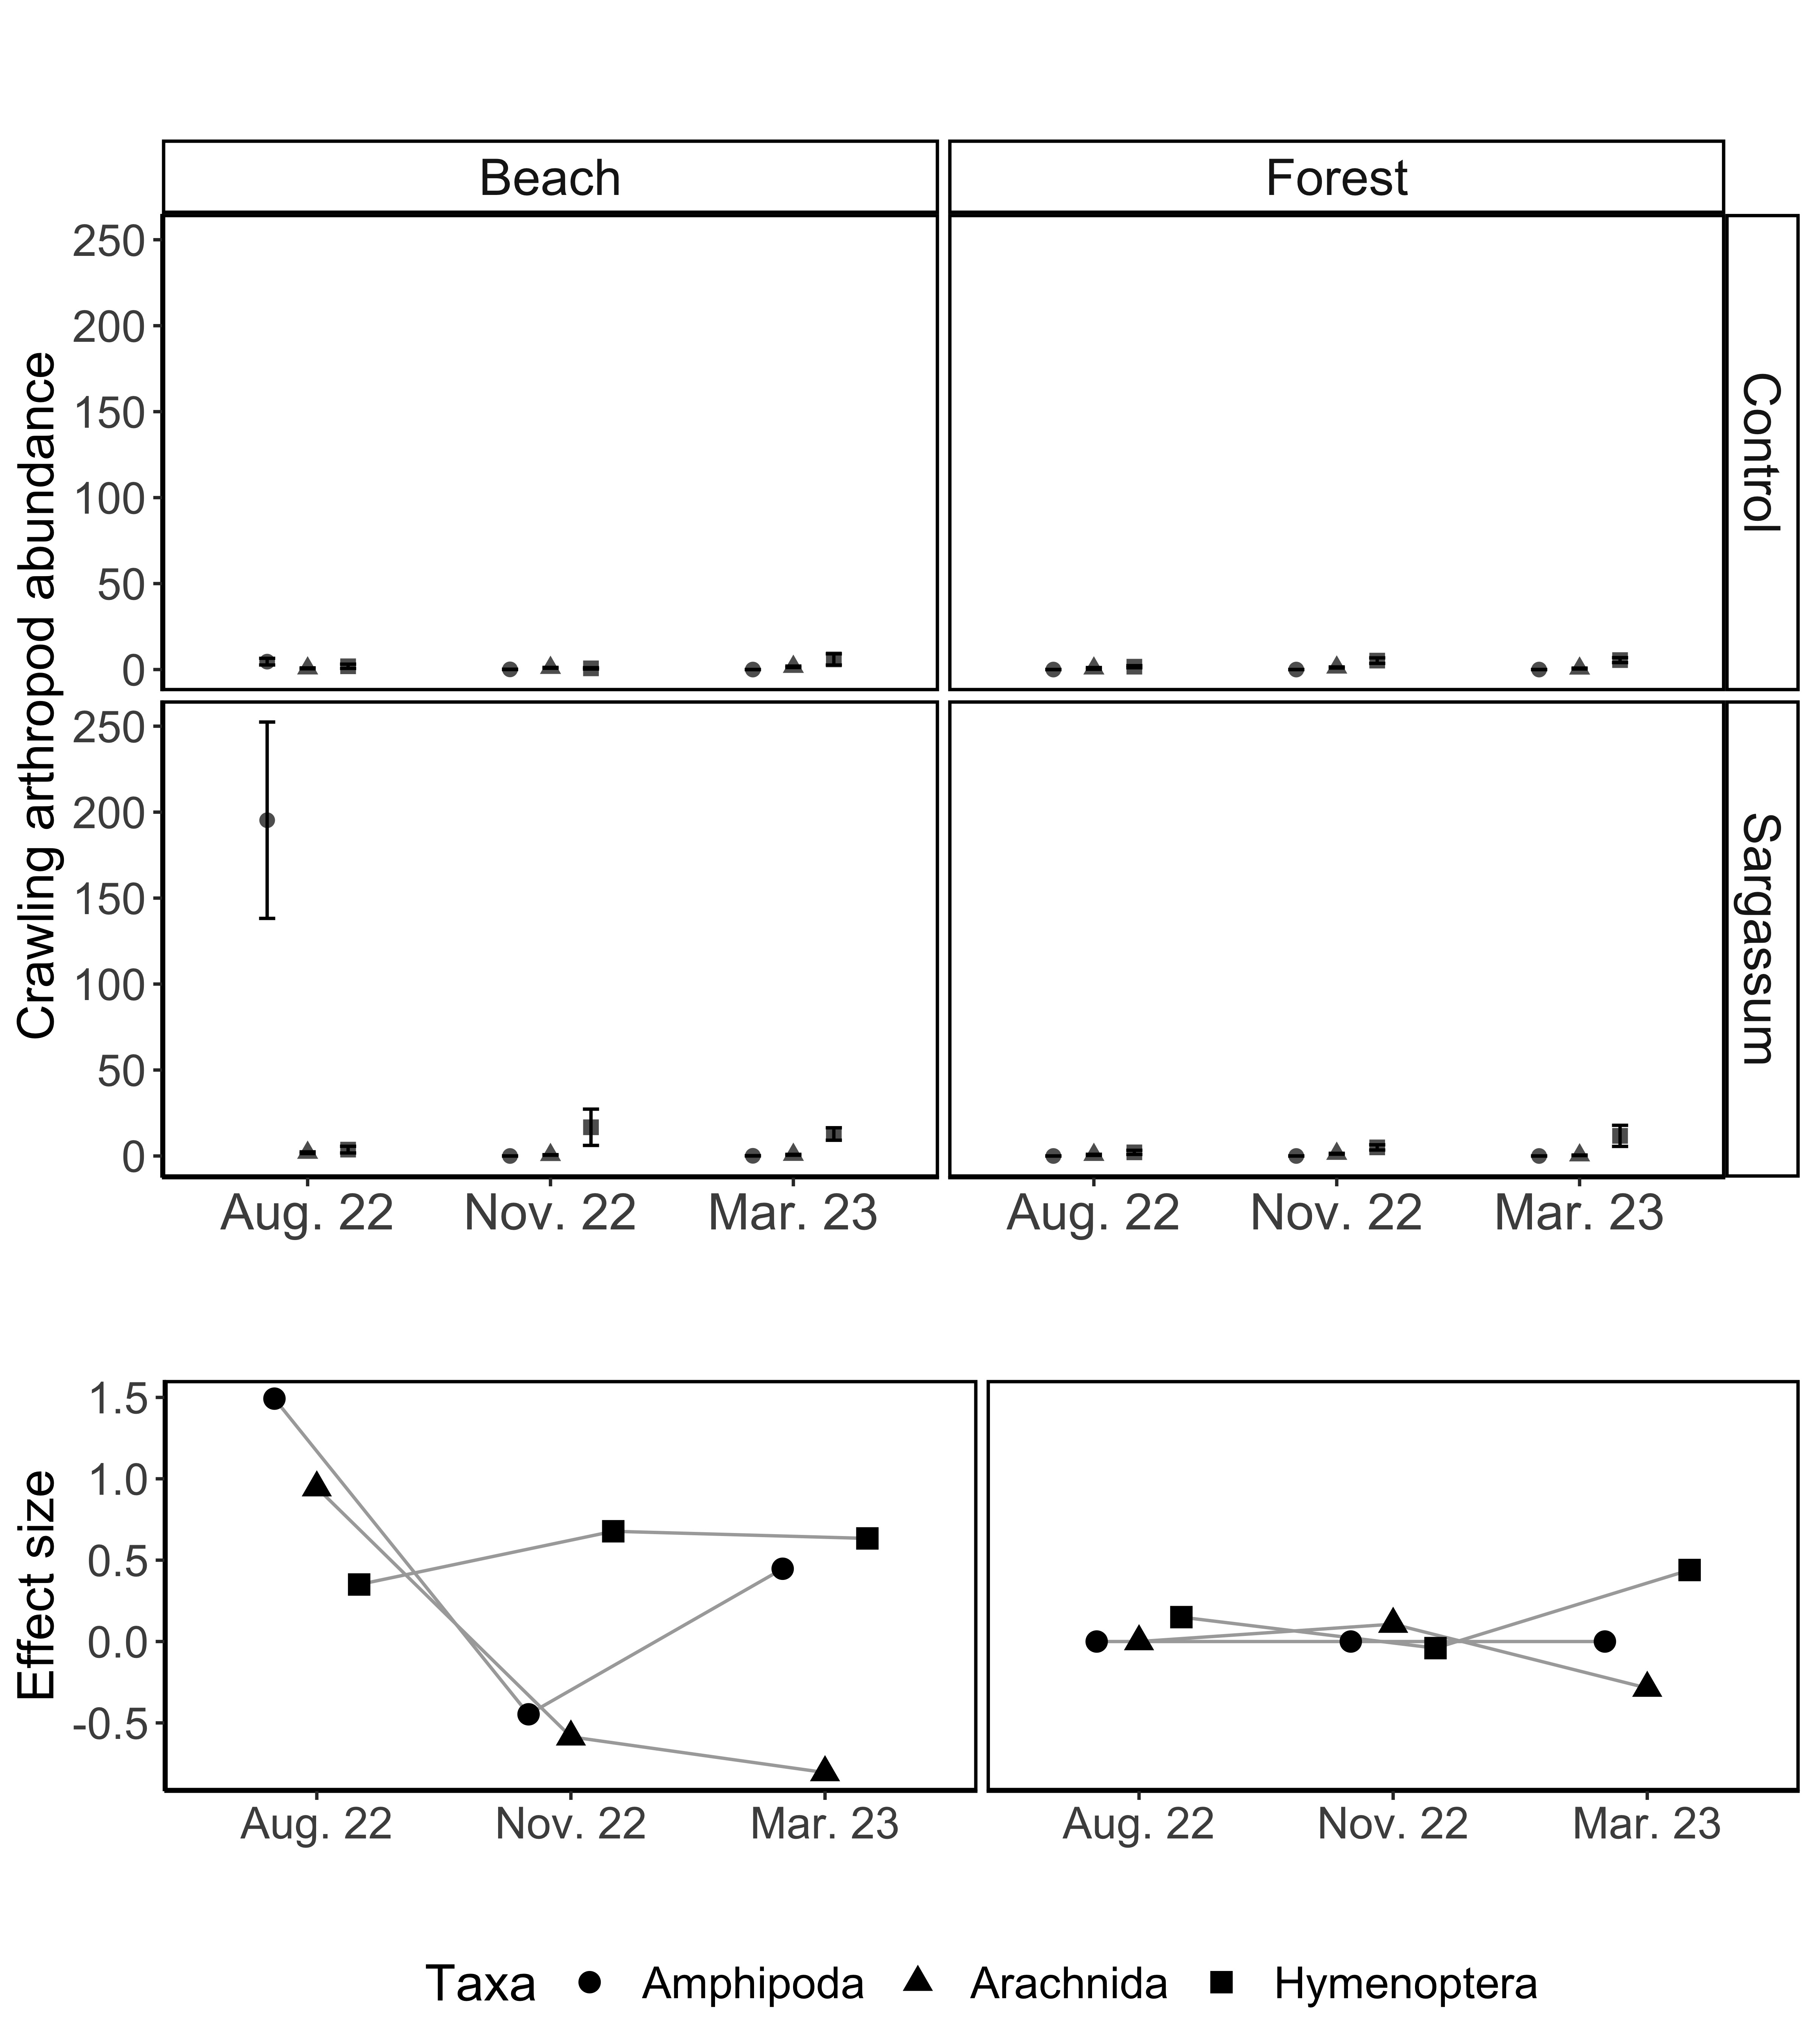 Beach Forest
250
200
150
100
50
0
Control
Crawling arthropod abundance
250
200
150
100
50
0
Sargassum
Aug. 22 Nov. 22 Mar. 23 Aug. 22 Nov. 22 Mar. 23
Effect size
1.5
1.0
0.5
0.0
-0.5
Aug. 22 Nov. 22 Mar. 23 Aug. 22 Nov. 22 Mar. 23
Taxa Amphipoda Arachnida Hymenoptera